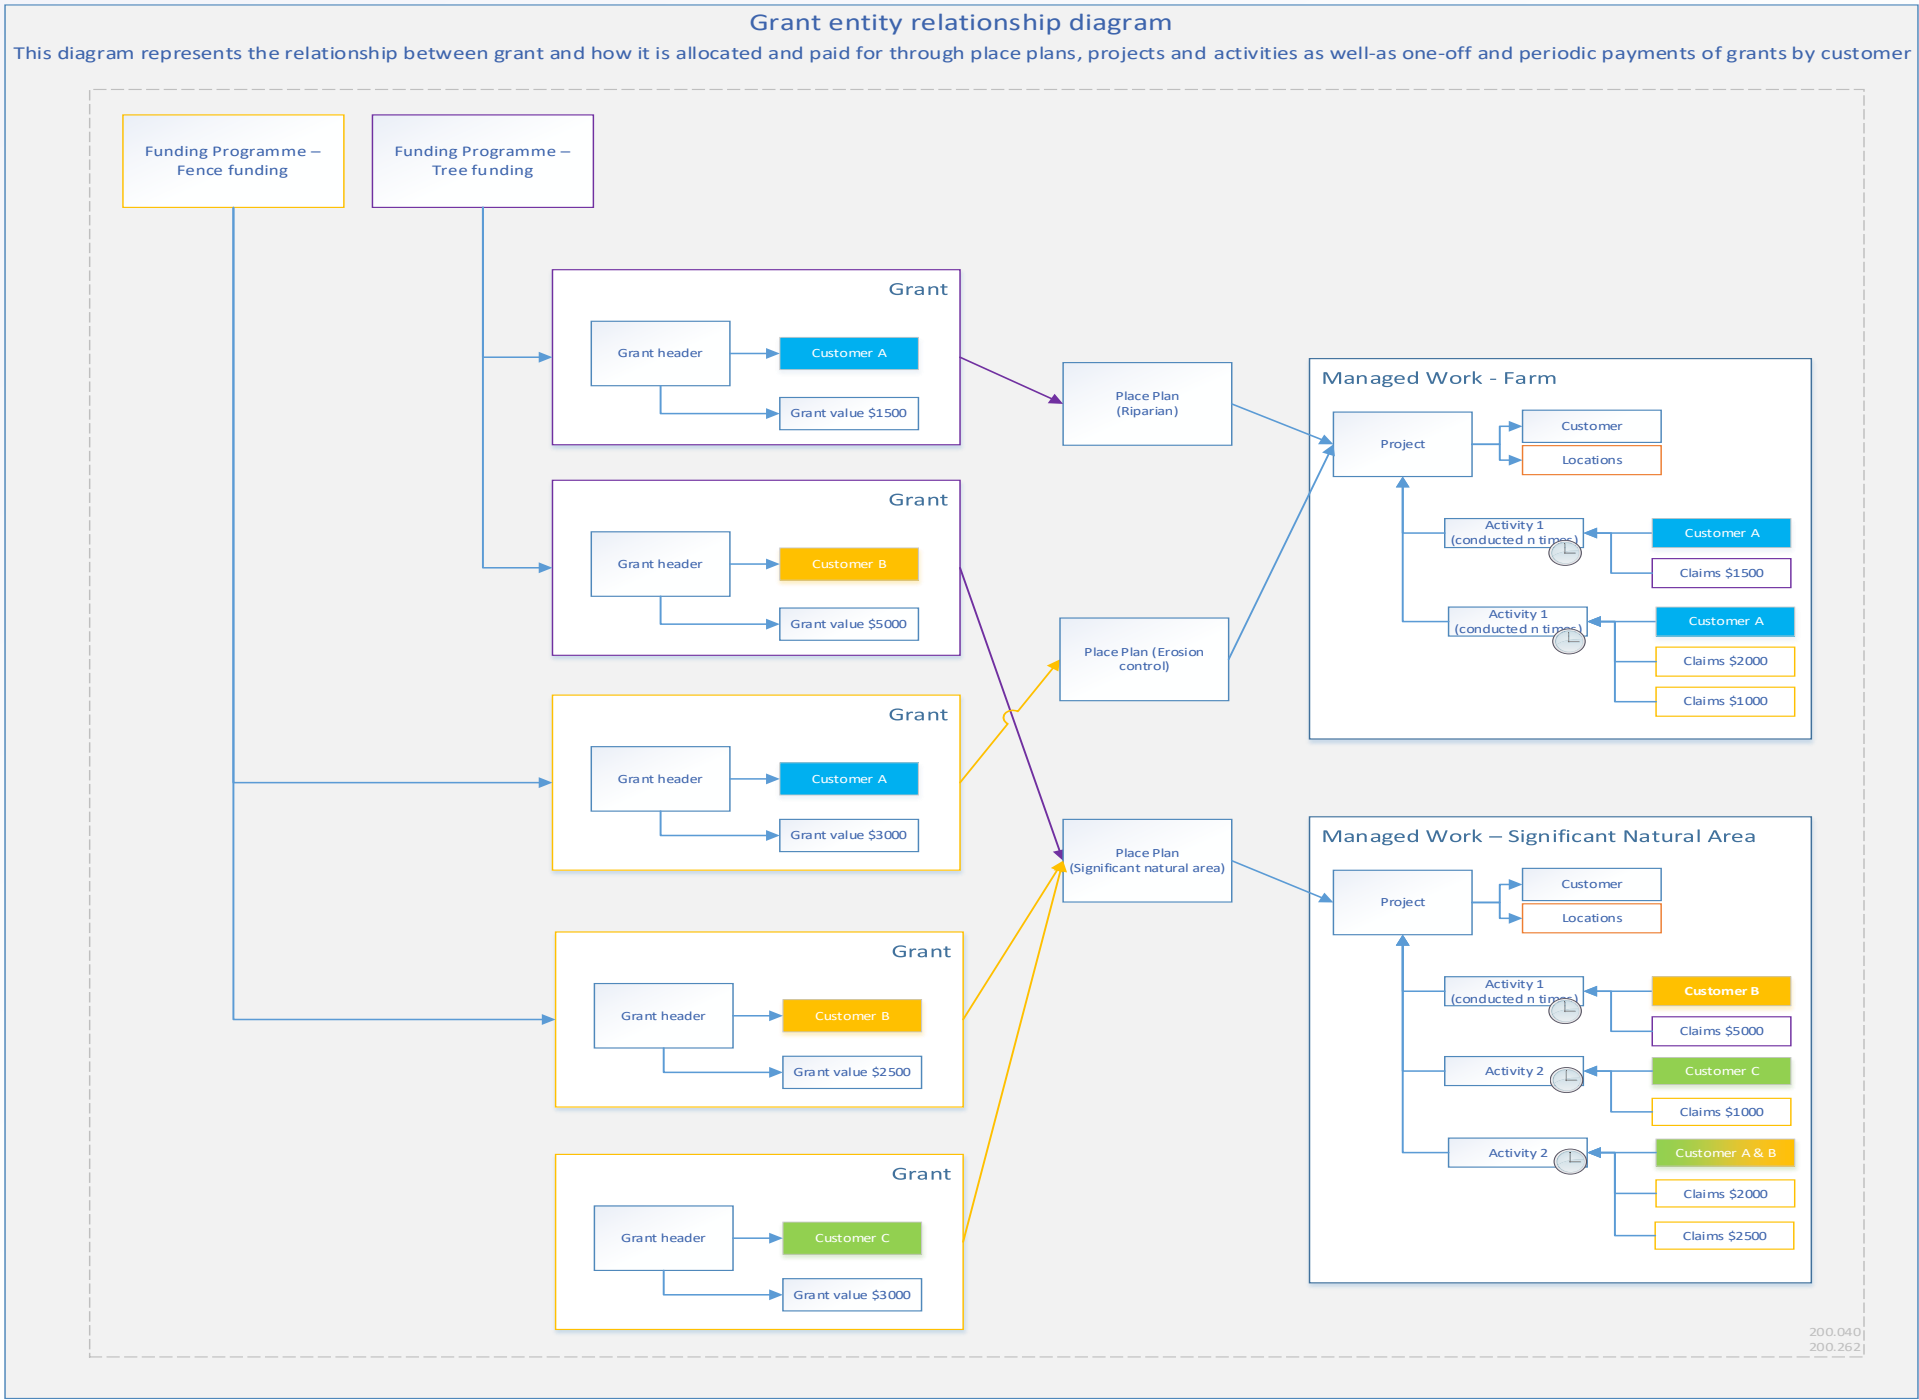 Grant entity relationship diagram
This diagram represents the relationship between grant and how it is allocated and paid for through place plans, projects and activities as well-as one-off and periodic payments of grants by customer
Funding Programme –
Fence funding
Funding Programme –
Tree funding
Grant
Grant header
Customer A
Grant value $1500
Grant
Grant header
Customer B
Grant value $5000
Grant
Grant header
Customer A
Grant value $3000
Grant
Grant header
Customer B
Grant value $2500
Grant
Grant header
Customer C
Grant value $3000
Place Plan
(Riparian)
Place Plan (Erosion
control)
Place Plan
(Significant natural area)
Managed Work - Farm
Project
Customer
Locations
Activity 1
(conducted n times)
Customer A
Claims $1500
Activity 1
(conducted n times)
Customer A
Claims $2000
Claims $1000
Managed Work – Significant Natural Area
Project
Customer
Locations
Activity 1
(conducted n times)
Customer B
Claims $5000
Activity 2
Customer C
Claims $1000
Activity 2
Customer A & B
Claims $2000
Claims $2500
200.040
200.262